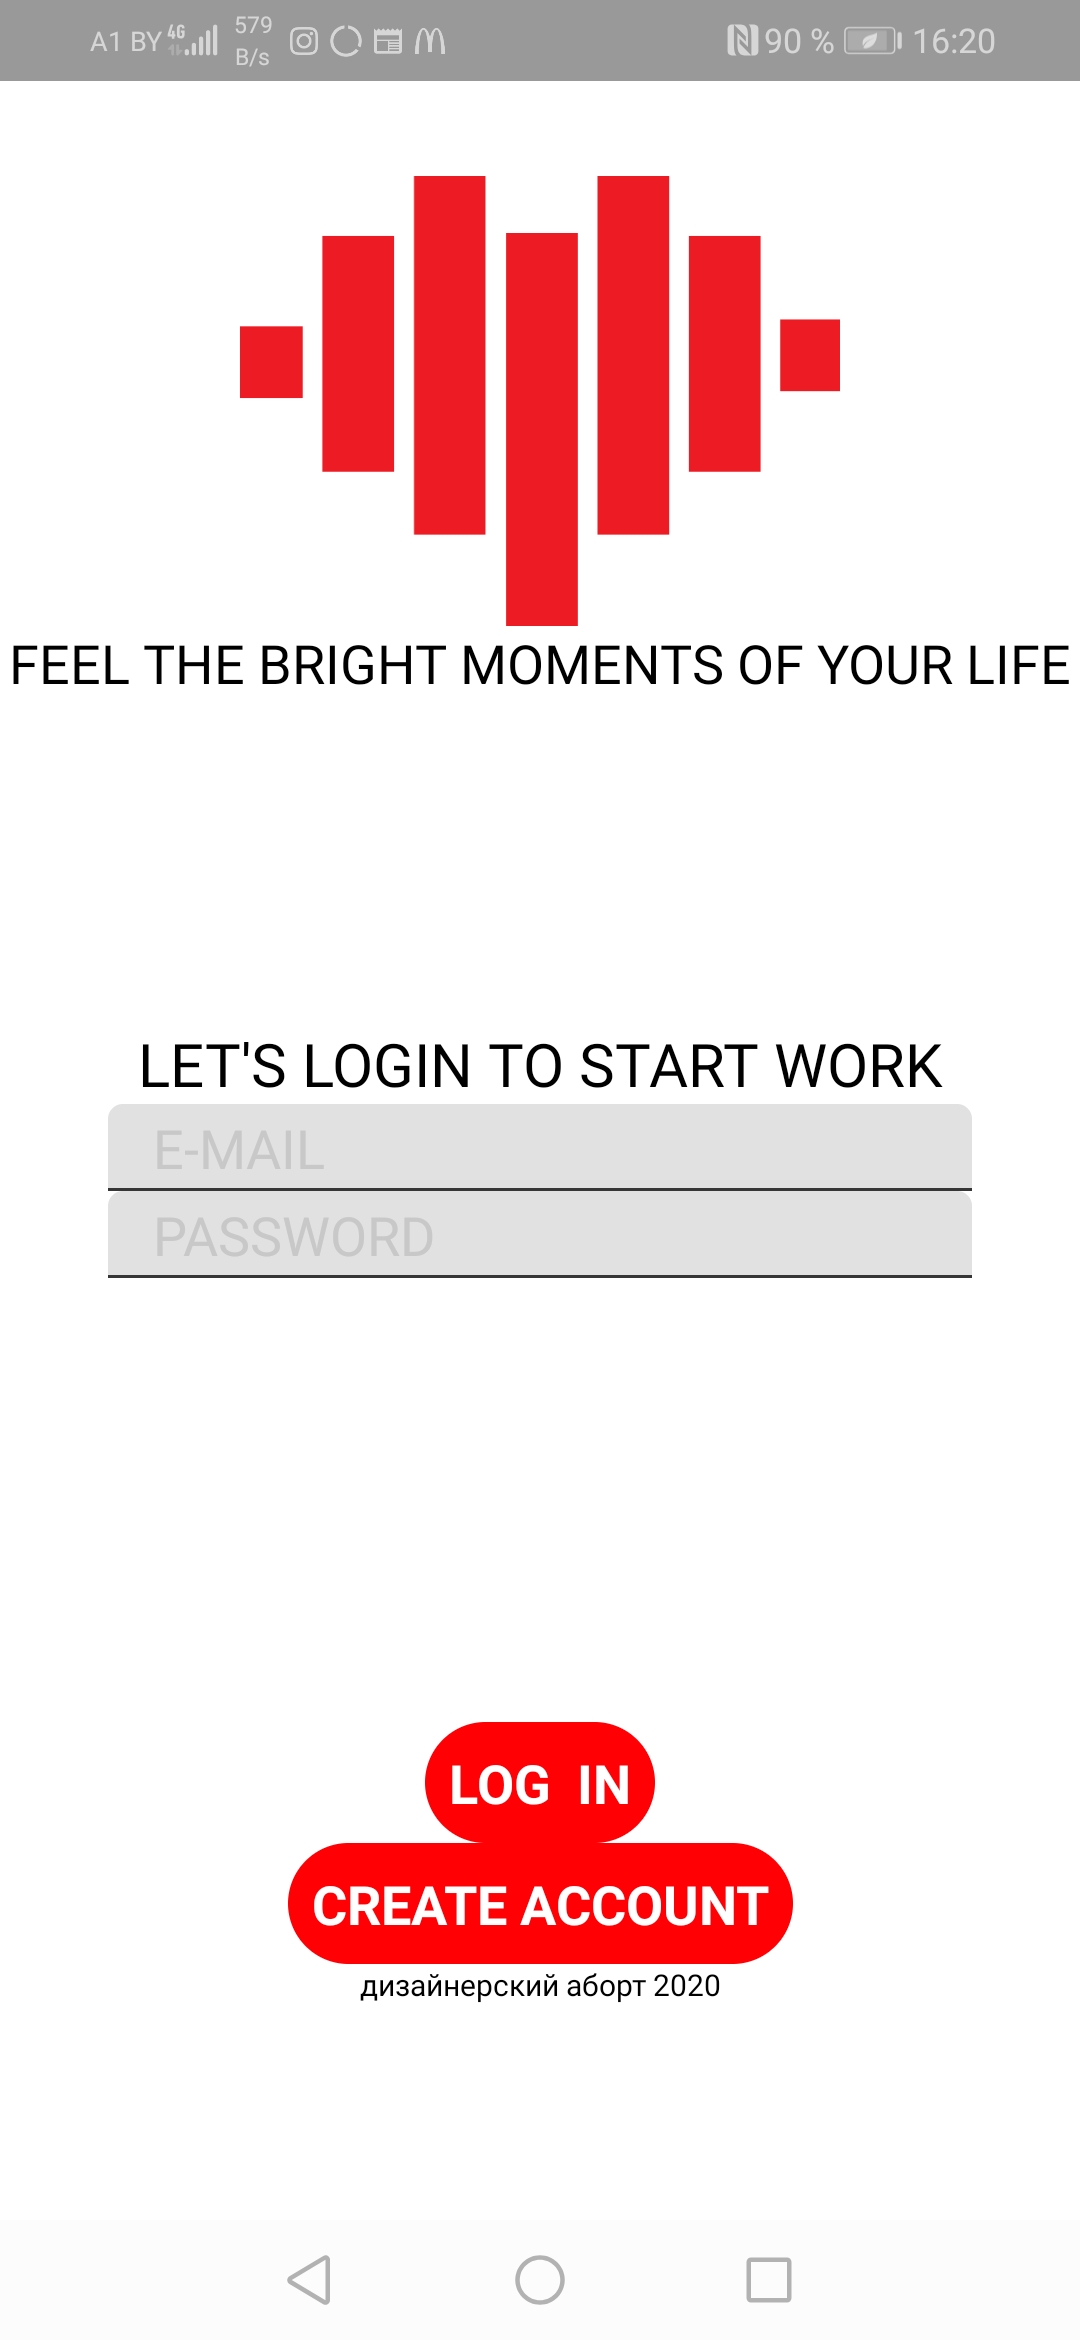 A1 BY 4G 579 B/s 90 % 16:20
FEEL THE BRIGHT MOMENTS OF YOUR LIFE
LET'S LOGIN TO START WORK
E-MAIL
PASSWORD
LOG  IN
CREATE ACCOUNT
дизайнерский аборт 2020